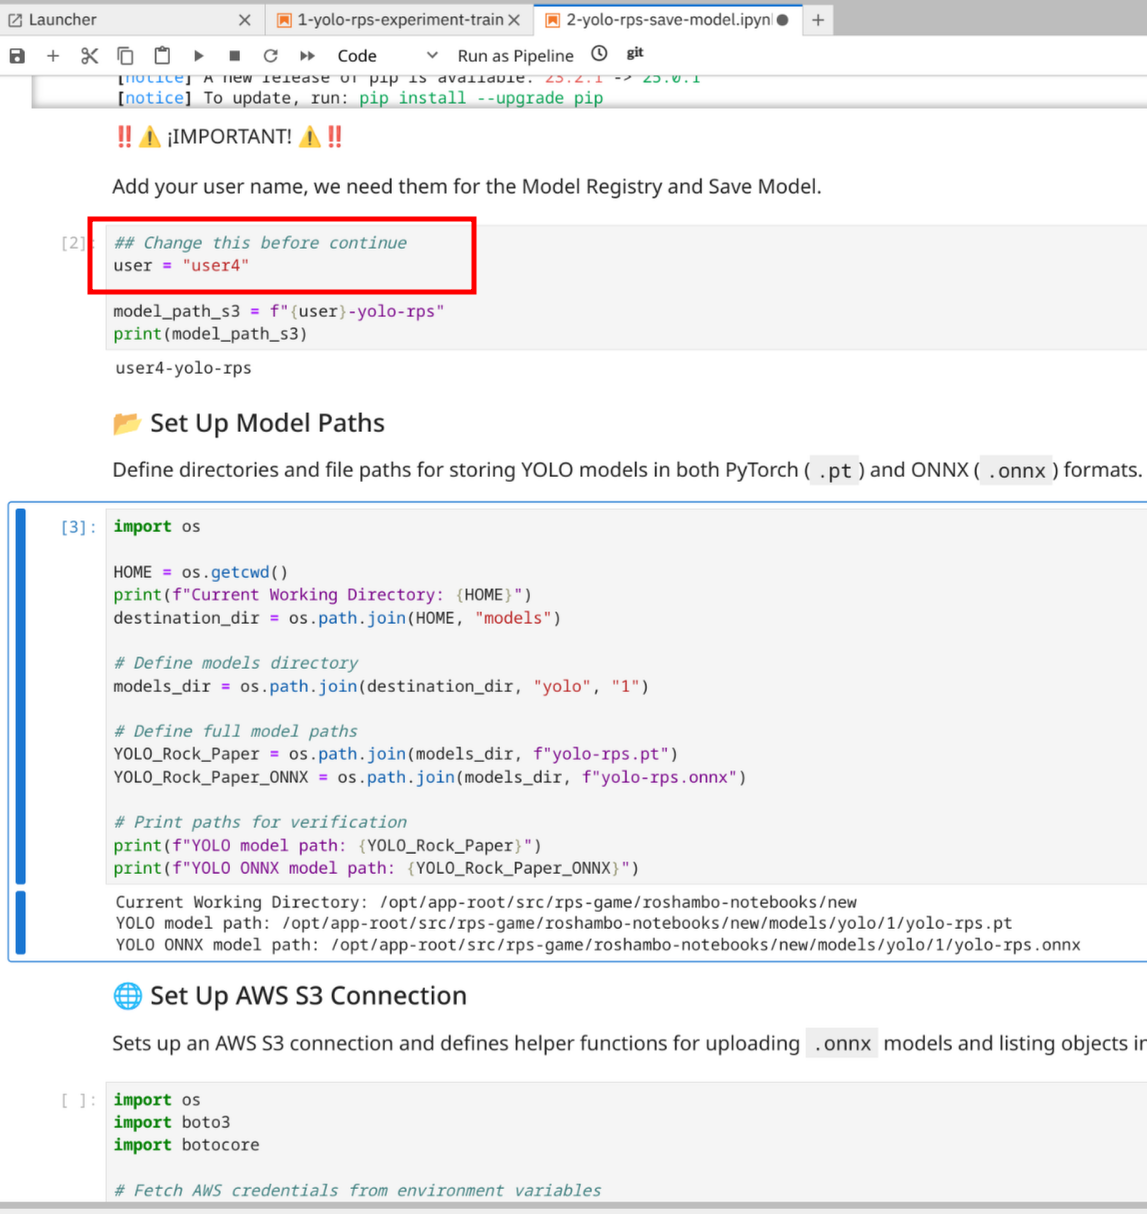 Launcher
1-yolo-rps-experiment-train
2-yolo-rps-save-model.ipyn
Code
Run as Pipeline
git
[notice] A new release of pip is available: 23.2.1 -> 25.0.1
[notice] To update, run: pip install --upgrade pip
‼️ ⚠️ ¡IMPORTANT! ⚠️ ‼️
Add your user name, we need them for the Model Registry and Save Model.
[2]:
## Change this before continue
user = "user4"
model_path_s3 = f"{user}-yolo-rps"
print(model_path_s3)
user4-yolo-rps
📂 Set Up Model Paths
Define directories and file paths for storing YOLO models in both PyTorch ( .pt ) and ONNX ( .onnx ) formats.
[3]:
import os
HOME = os.getcwd()
print(f"Current Working Directory: {HOME}")
destination_dir = os.path.join(HOME, "models")
# Define models directory
models_dir = os.path.join(destination_dir, "yolo", "1")
# Define full model paths
YOLO_Rock_Paper = os.path.join(models_dir, f"yolo-rps.pt")
YOLO_Rock_Paper_ONNX = os.path.join(models_dir, f"yolo-rps.onnx")
# Print paths for verification
print(f"YOLO model path: {YOLO_Rock_Paper}")
print(f"YOLO ONNX model path: {YOLO_Rock_Paper_ONNX}")
Current Working Directory: /opt/app-root/src/rps-game/roshambo-notebooks/new
YOLO model path: /opt/app-root/src/rps-game/roshambo-notebooks/new/models/yolo/1/yolo-rps.pt
YOLO ONNX model path: /opt/app-root/src/rps-game/roshambo-notebooks/new/models/yolo/1/yolo-rps.onnx
🌐 Set Up AWS S3 Connection
Sets up an AWS S3 connection and defines helper functions for uploading .onnx models and listing objects in
[ ]:
import os
import boto3
import botocore
# Fetch AWS credentials from environment variables